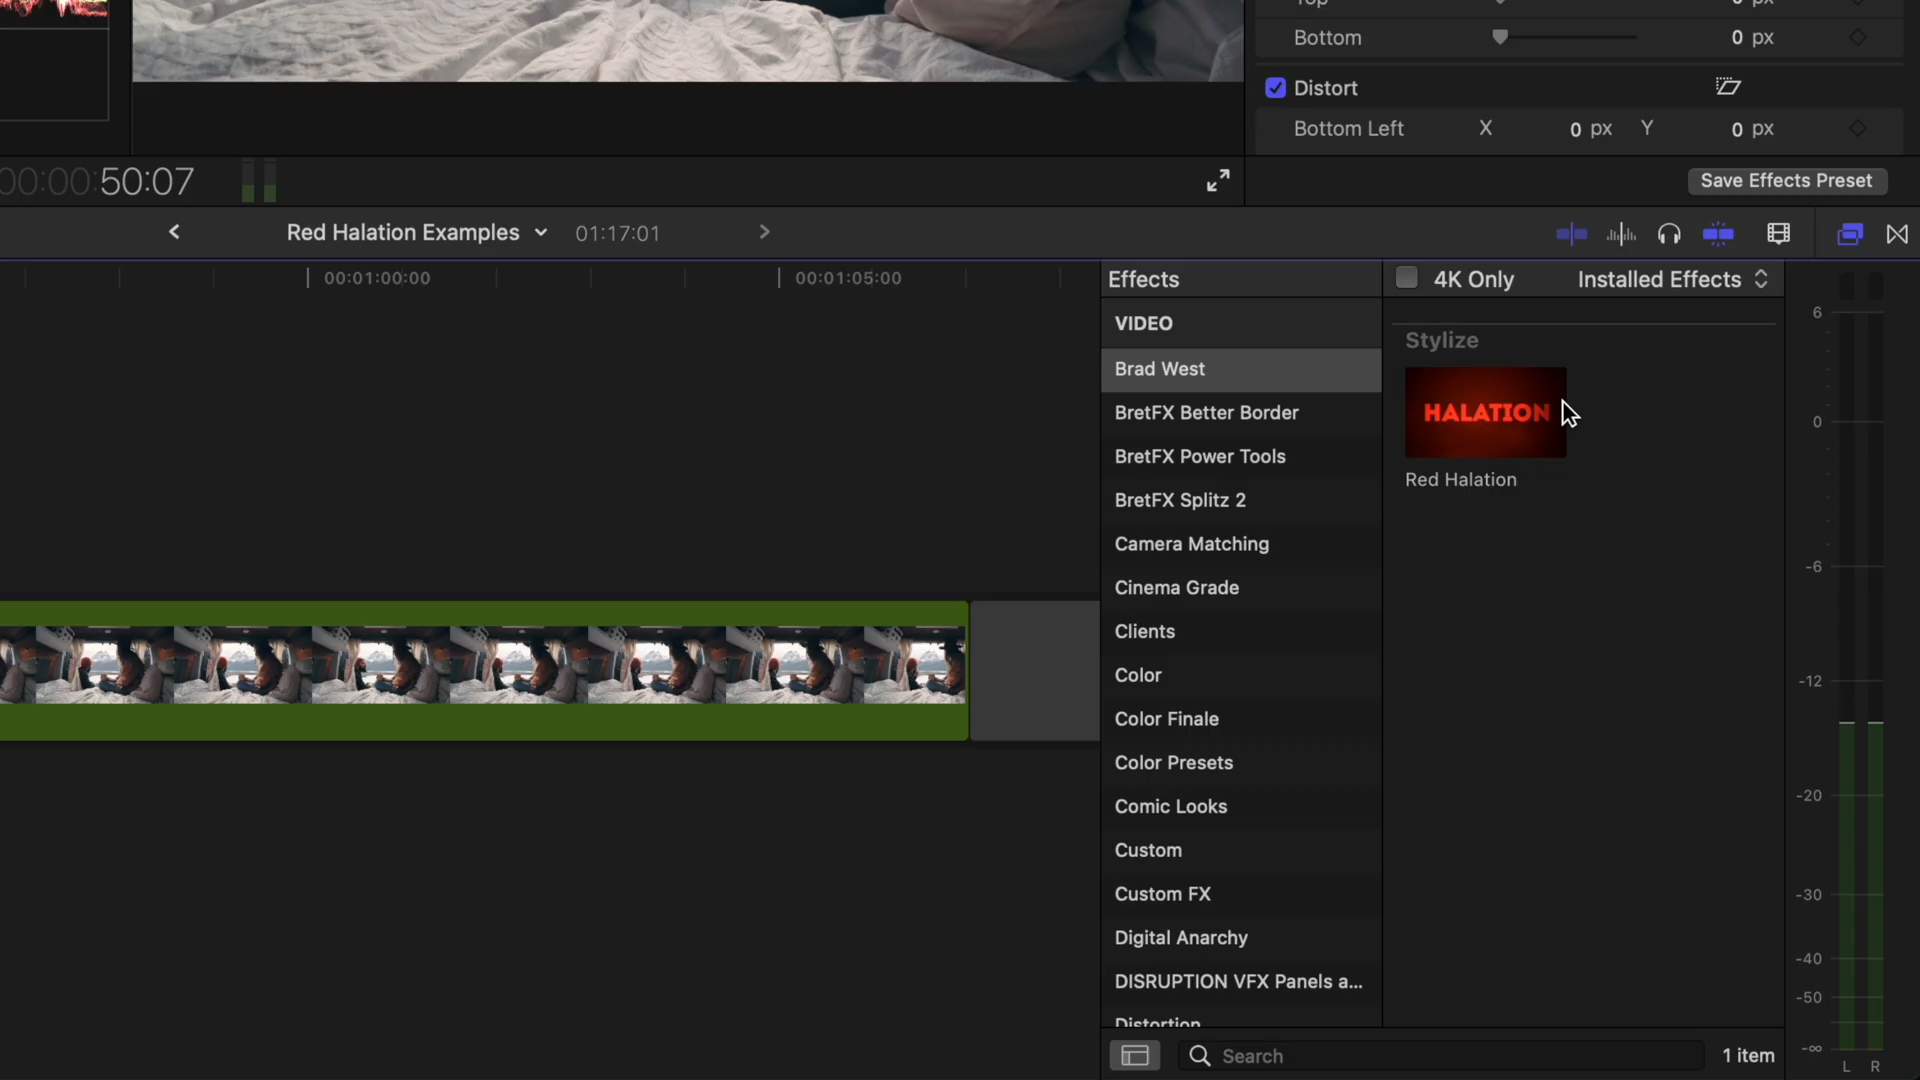 Top 0 px
Bottom 0 px
Distort
Bottom Left X 0 px Y 0 px
00:00:50:07
Save Effects Preset
Red Halation Examples 01:17:01
00:01:00:00
00:01:05:00
Effects
4K Only
Installed Effects
VIDEO
Brad West
BretFX Better Border
BretFX Power Tools
BretFX Splitz 2
Camera Matching
Cinema Grade
Clients
Color
Color Finale
Color Presets
Comic Looks
Custom
Custom FX
Digital Anarchy
DISRUPTION VFX Panels a...
Distortion
Stylize
HALATION
Red Halation
Search
1 item
6
0
-6
-12
-20
-30
-40
-50
-∞
L R